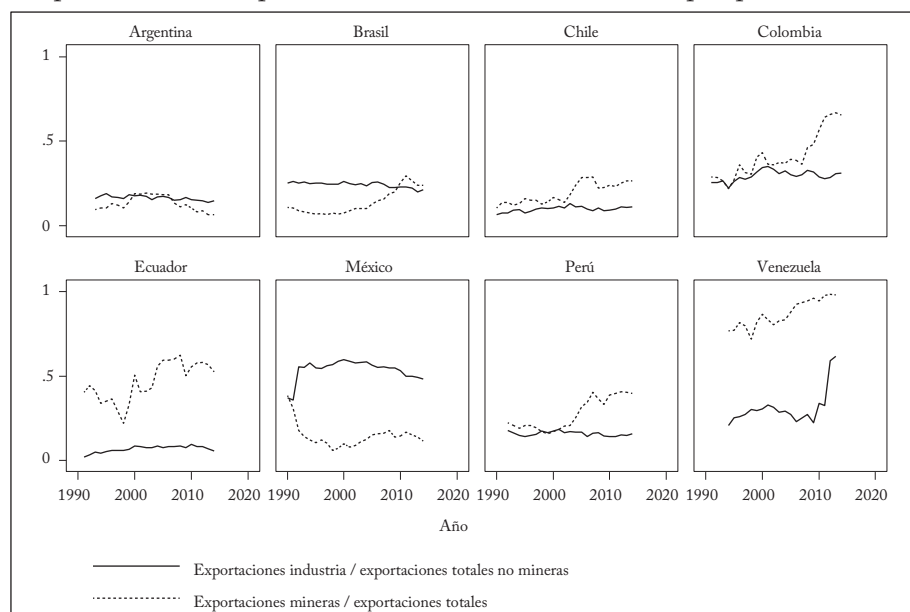 Argentina Brasil Chile Colombia
1
.5
0
Ecuador México Perú Venezuela
1
.5
0
1990 2000 2010 2020 1990 2000 2010 2020 1990 2000 2010 2020 1990 2000 2010 2020
Año
Exportaciones industria / exportaciones totales no mineras
Exportaciones mineras / exportaciones totales